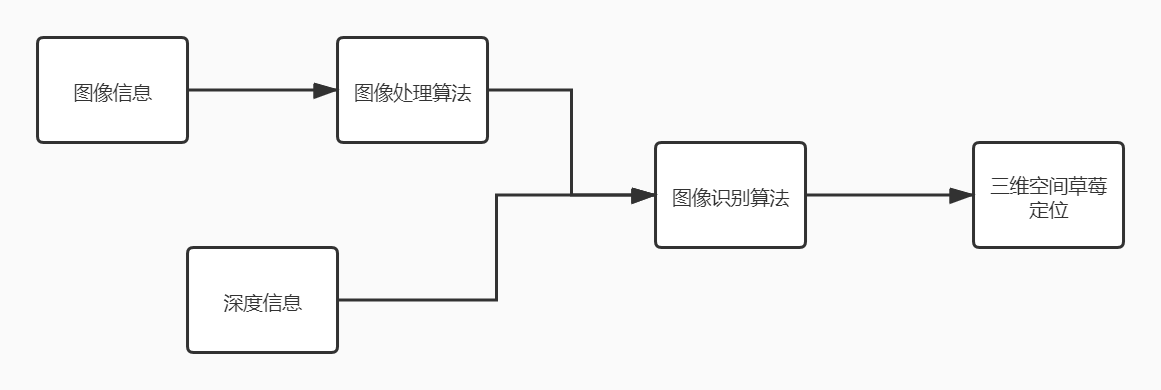 图像信息
图像处理算法
图像识别算法
三维空间草莓
定位
深度信息